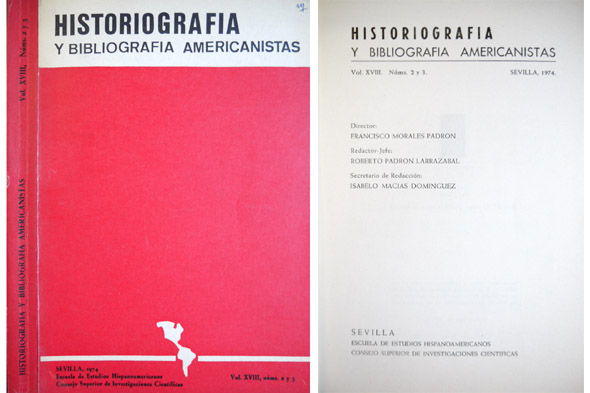 HISTORIOGRAFIA Y BIBLIOGRAFIA AMERICANISTAS
Vol. XVIII, Núms. 2 y 3
HISTORIOGRAFIA
Y BIBLIOGRAFIA AMERICANISTAS
SEVILLA, 1974
Escuela de Estudios Hispanoamericanos
Consejo Superior de Investigaciones Científicas
Vol. XVIII, núms. 2 y 3
HISTORIOGRAFIA
Y BIBLIOGRAFIA AMERICANISTAS
Vol. XVIII. Núms. 2 y 3.
SEVILLA, 1974.
Director:
FRANCISCO MORALES PADRON
Redactor-Jefe:
ROBERTO PADRON LARRAZABAL
Secretario de Redacción:
ISABELO MACIAS DOMINGUEZ
SEVILLA
ESCUELA DE ESTUDIOS HISPANOAMERICANOS
CONSEJO SUPERIOR DE INVESTIGACIONES CIENTIFICAS